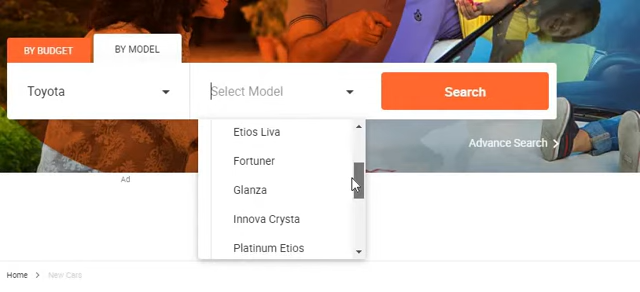 BY BUDGET
BY MODEL
Toyota
Select Model
Search
Etios Liva
Advance Search
Fortuner
Ad
Glanza
Innova Crysta
Platinum Etios
Home > New Cars